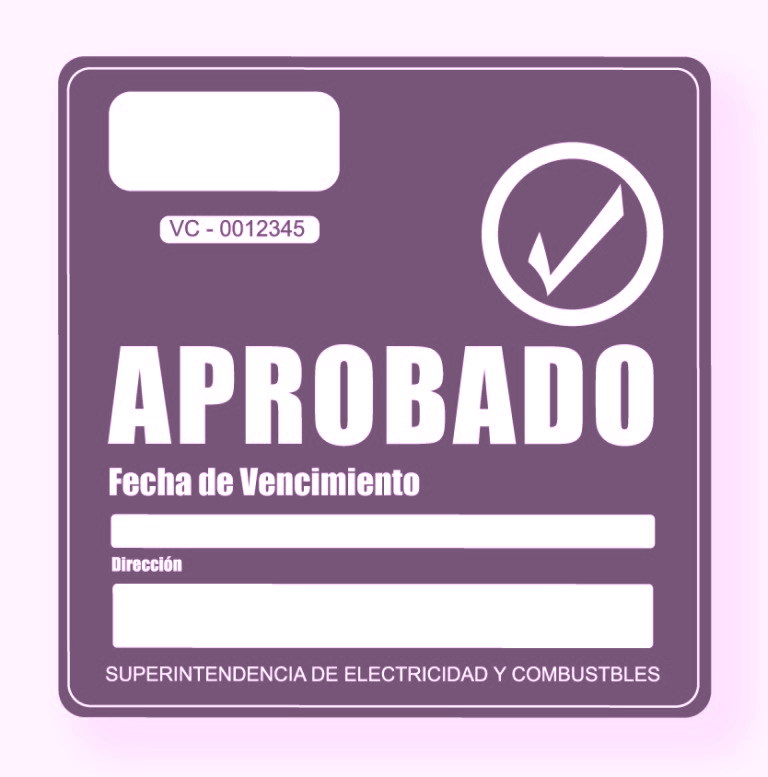 VC - 0012345
APROBADO
Fecha de Vencimiento
Dirección
SUPERINTENDENCIA DE ELECTRICIDAD Y COMBUSTBLES